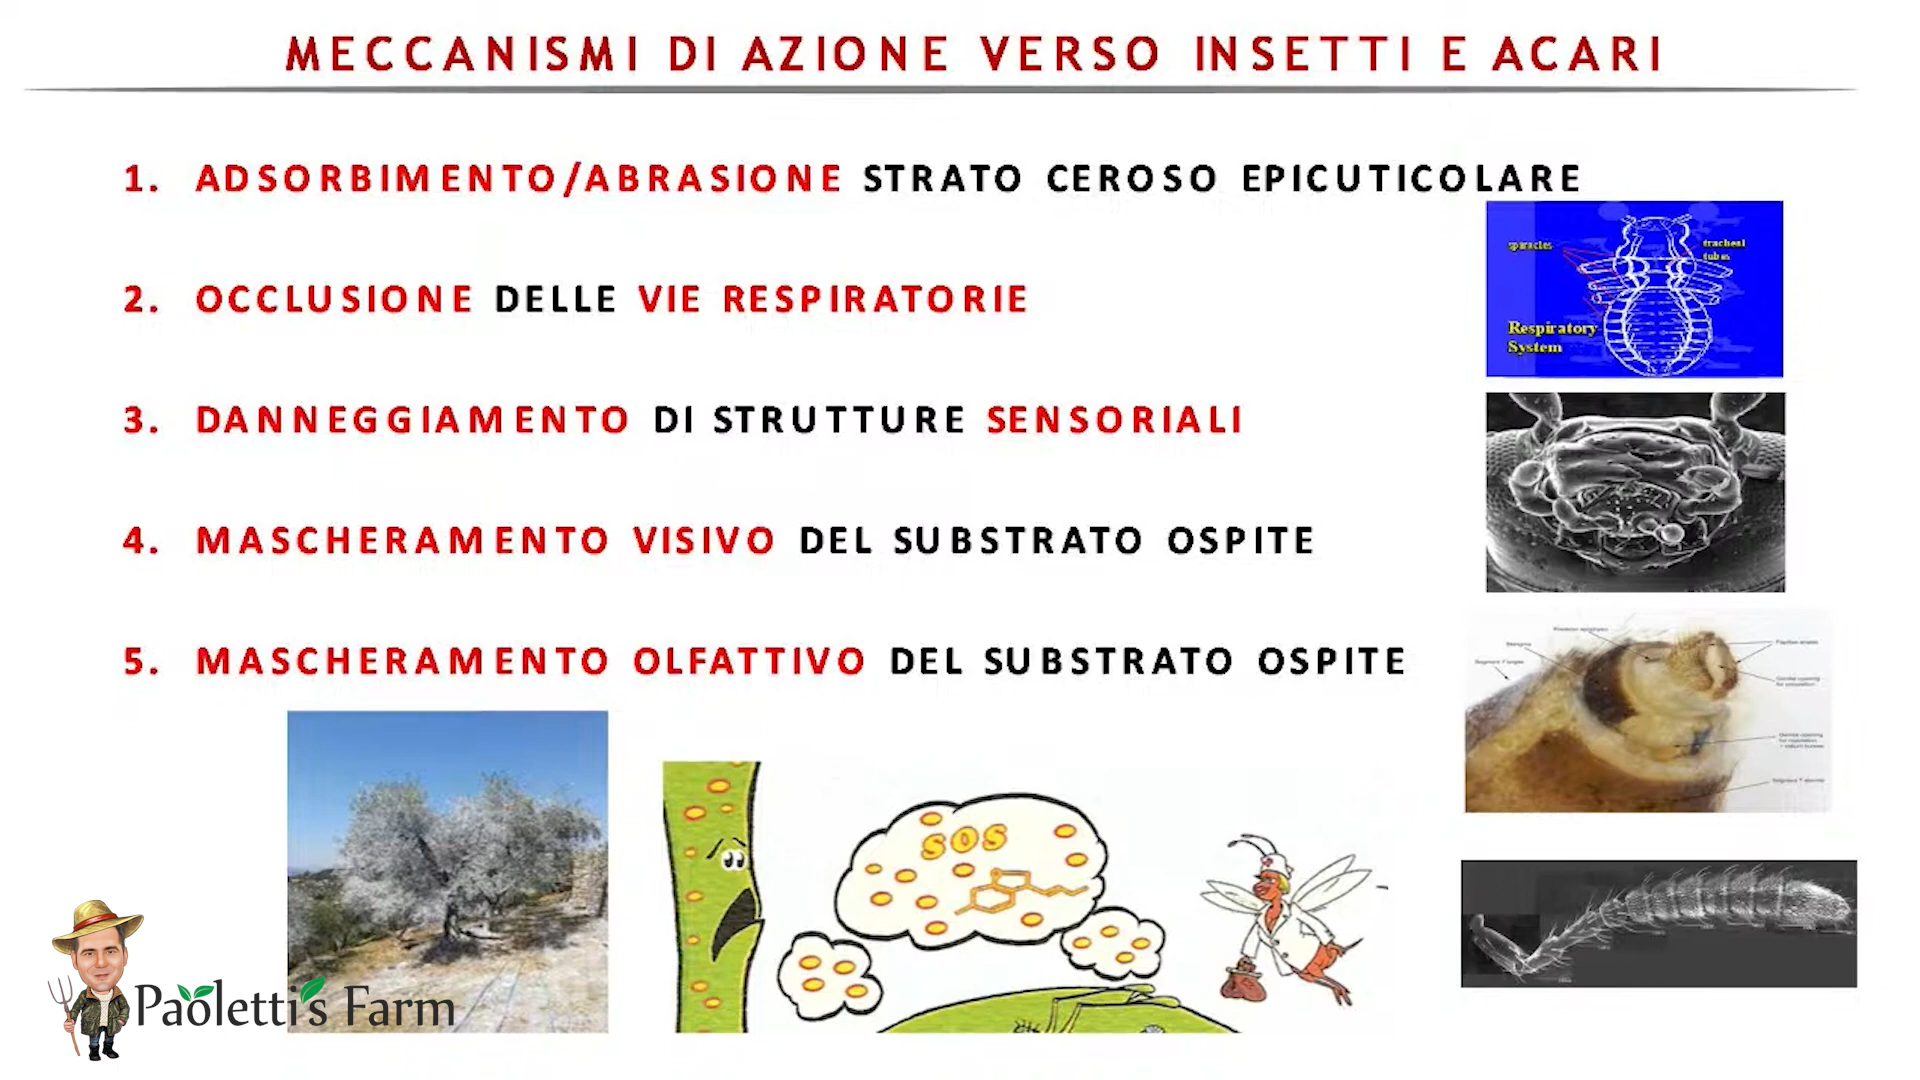 MECCANISMI DI AZIONE VERSO INSETTI E ACARI
1. ADSORBIMENTO/ABRASIONE STRATO CEROSO EPICUTICOLARE
spiracles
tracheal
tubes
Respiratory
System
2. OCCLUSIONE DELLE VIE RESPIRATORIE
3. DANNEGGIAMENTO DI STRUTTURE SENSORIALI
4. MASCHERAMENTO VISIVO DEL SUBSTRATO OSPITE
5. MASCHERAMENTO OLFATTIVO DEL SUBSTRATO OSPITE
SOS
Paoletti's Farm